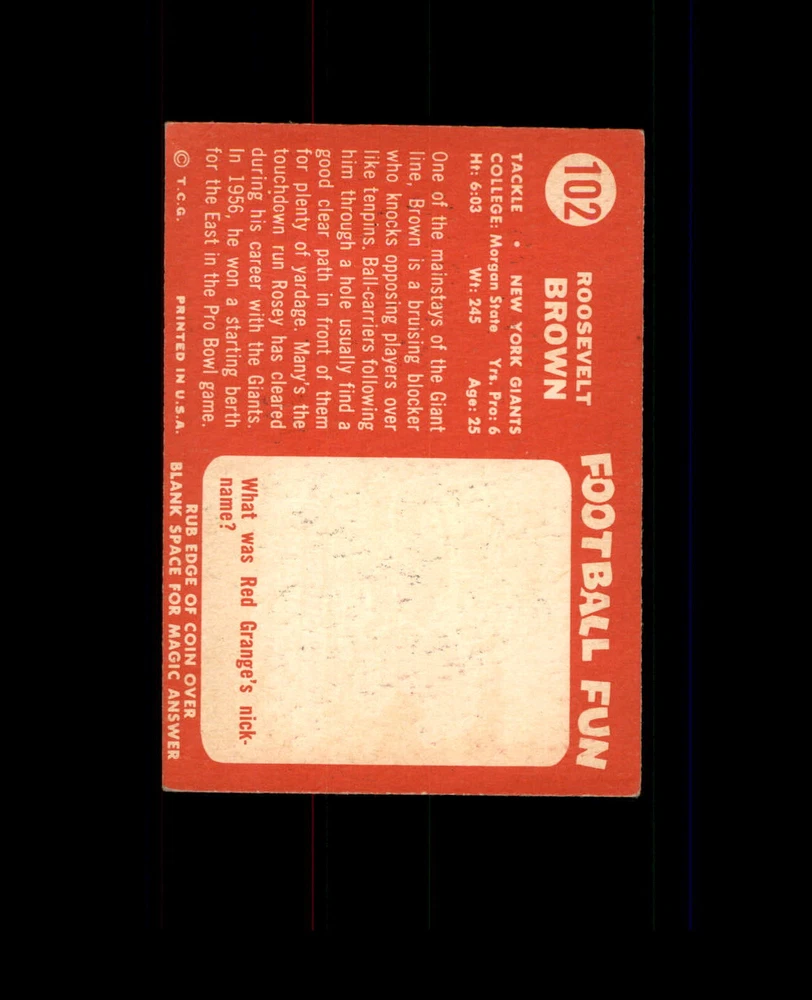 102
ROOSEVELT
BROWN
TACKLE • NEW YORK GIANTS
COLLEGE: Morgan State Yrs. Pro: 6
Ht: 6:03 Wt: 245 Age: 25
One of the mainstays of the Giant
line, Brown is a bruising blocker
who knocks opposing players over
like tenpins. Ball-carriers following
him through a hole usually find a
good clear path in front of them
for plenty of yardage. Many's the
touchdown run Rosey has cleared
during his career with the Giants.
In 1956, he won a starting berth
for the East in the Pro Bowl game.
© T.C.G. PRINTED IN U.S.A.
FOOTBALL FUN
What was Red Grange's nick-
name?
RUB EDGE OF COIN OVER
BLANK SPACE FOR MAGIC ANSWER